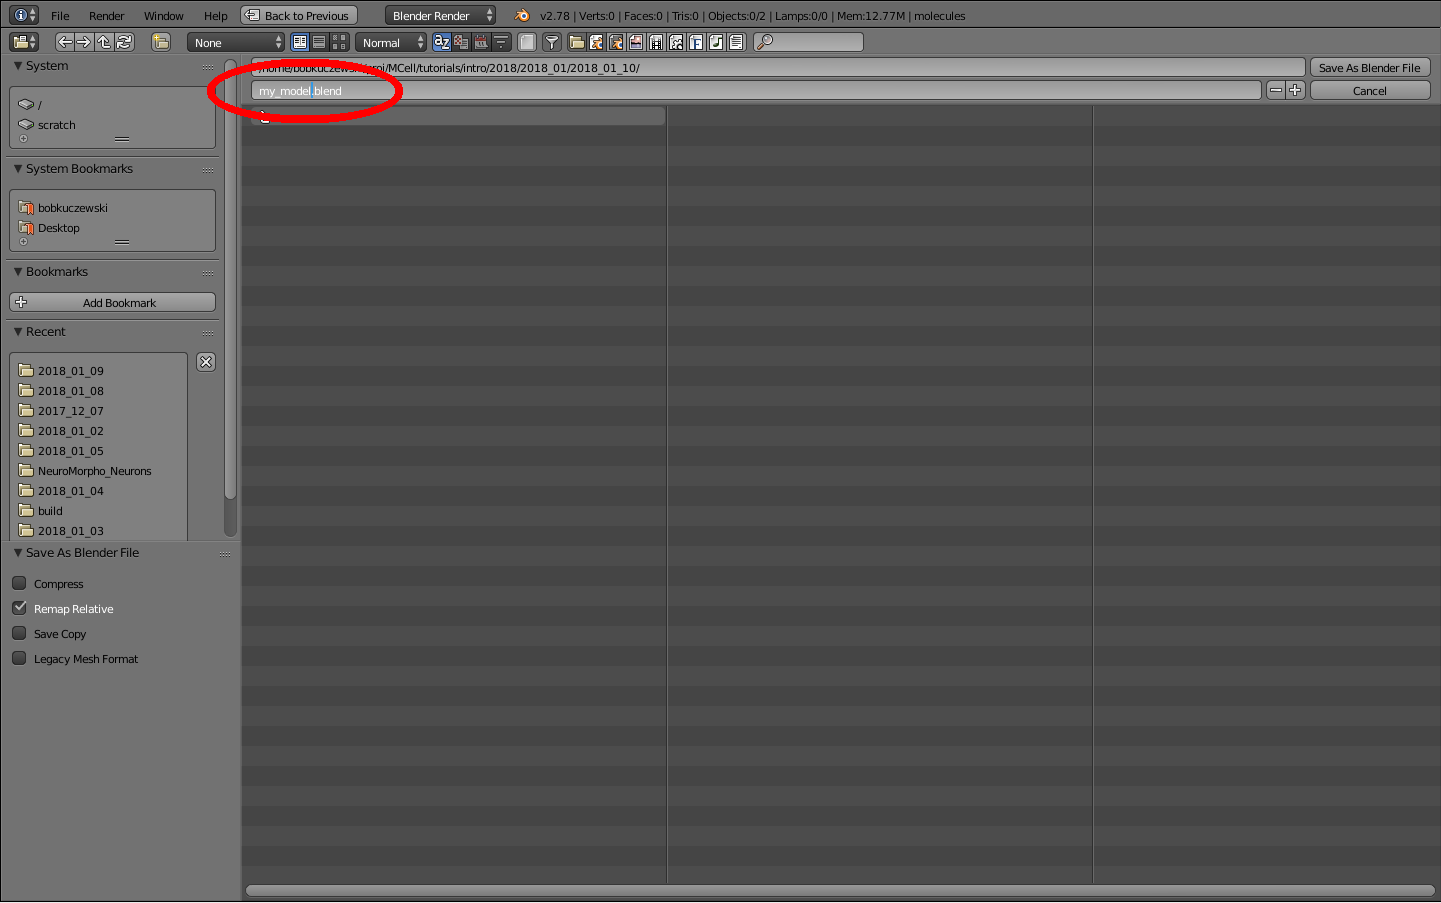 File Render Window Help Back to Previous Blender Render v2.78 | Verts:0 | Faces:0 | Tris:0 | Objects:0/2 | Lamps:0/0 | Mem:12.77M | molecules
None Normal
System
/
scratch
System Bookmarks
bobkuczewski
Desktop
Bookmarks
Add Bookmark
Recent
2018_01_09
2018_01_08
2017_12_07
2018_01_02
2018_01_05
NeuroMorpho_Neurons
2018_01_04
build
2018_01_03
Save As Blender File
Compress
Remap Relative
Save Copy
Legacy Mesh Format
/home/bobkuczewski/proj/MCell/tutorials/intro/2018/2018_01/2018_01_10/ Save As Blender File
my_model.blend Cancel